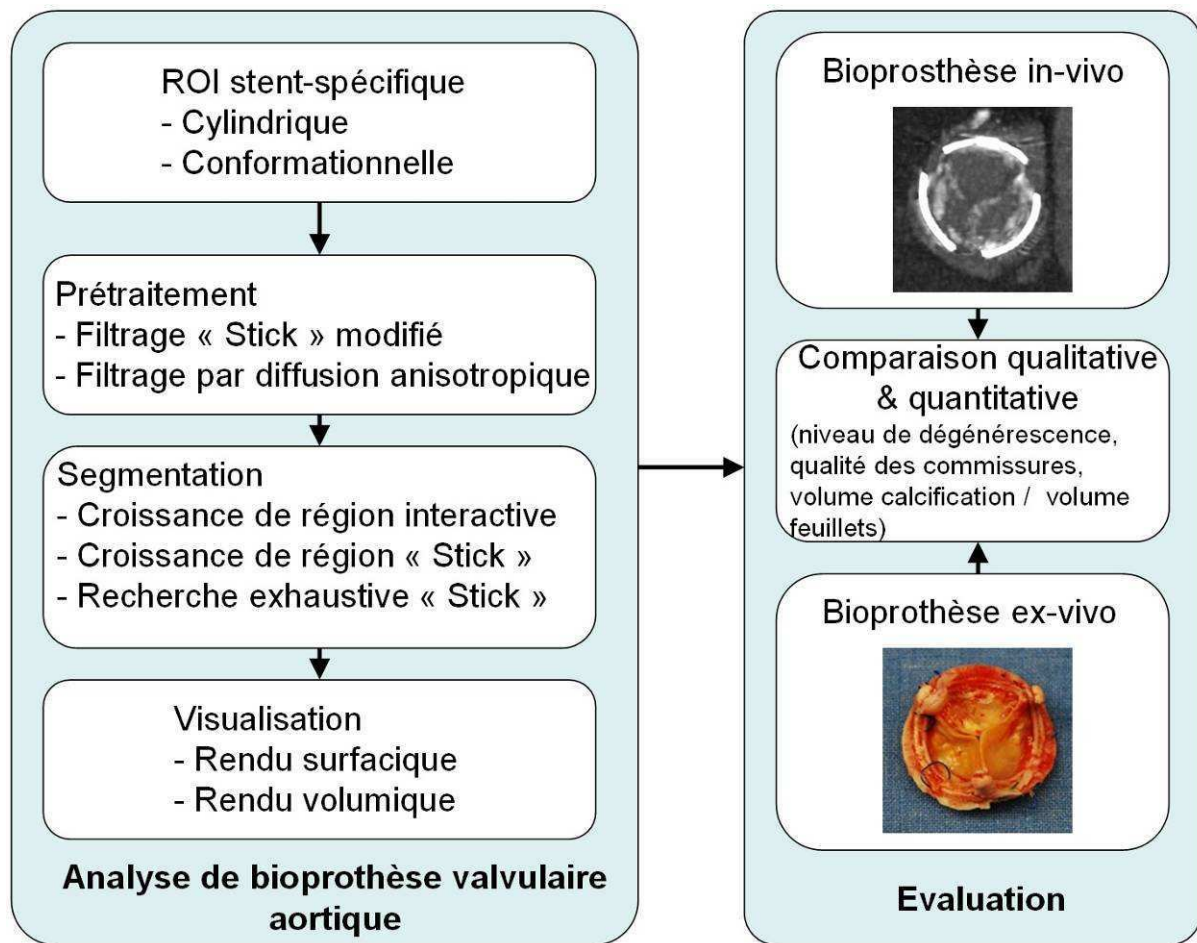 ROI stent-spécifique
- Cylindrique
- Conformationnelle
Prétraitement
- Filtrage « Stick » modifié
- Filtrage par diffusion anisotropique
Segmentation
- Croissance de région interactive
- Croissance de région « Stick »
- Recherche exhaustive « Stick »
Visualisation
- Rendu surfacique
- Rendu volumique
Analyse de bioprothèse valvulaire
aortique
Bioprosthèse in-vivo
Comparaison qualitative
& quantitative
(niveau de dégénérescence,
qualité des commissures,
volume calcification / volume
feuillets)
Bioprothèse ex-vivo
Evaluation